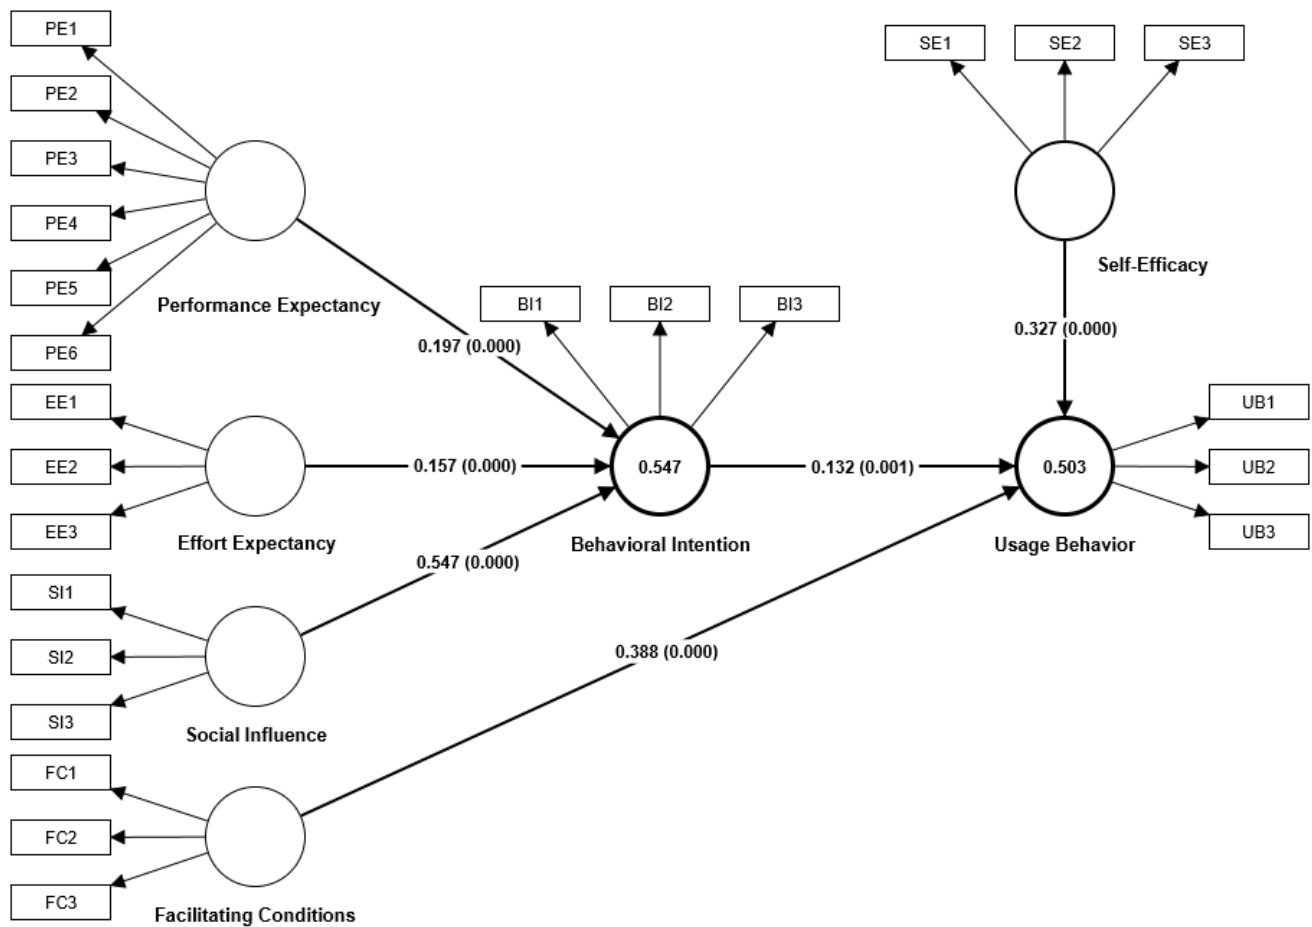 PE1
PE2
PE3
PE4
PE5
PE6
Performance Expectancy
SE1
SE2
SE3
Self-Efficacy
0.197 (0.000)
BI1
BI2
BI3
0.327 (0.000)
EE1
EE2
EE3
Effort Expectancy
0.157 (0.000)
0.547
Behavioral Intention
0.132 (0.001)
0.503
Usage Behavior
UB1
UB2
UB3
0.547 (0.000)
SI1
SI2
SI3
Social Influence
0.388 (0.000)
FC1
FC2
FC3
Facilitating Conditions